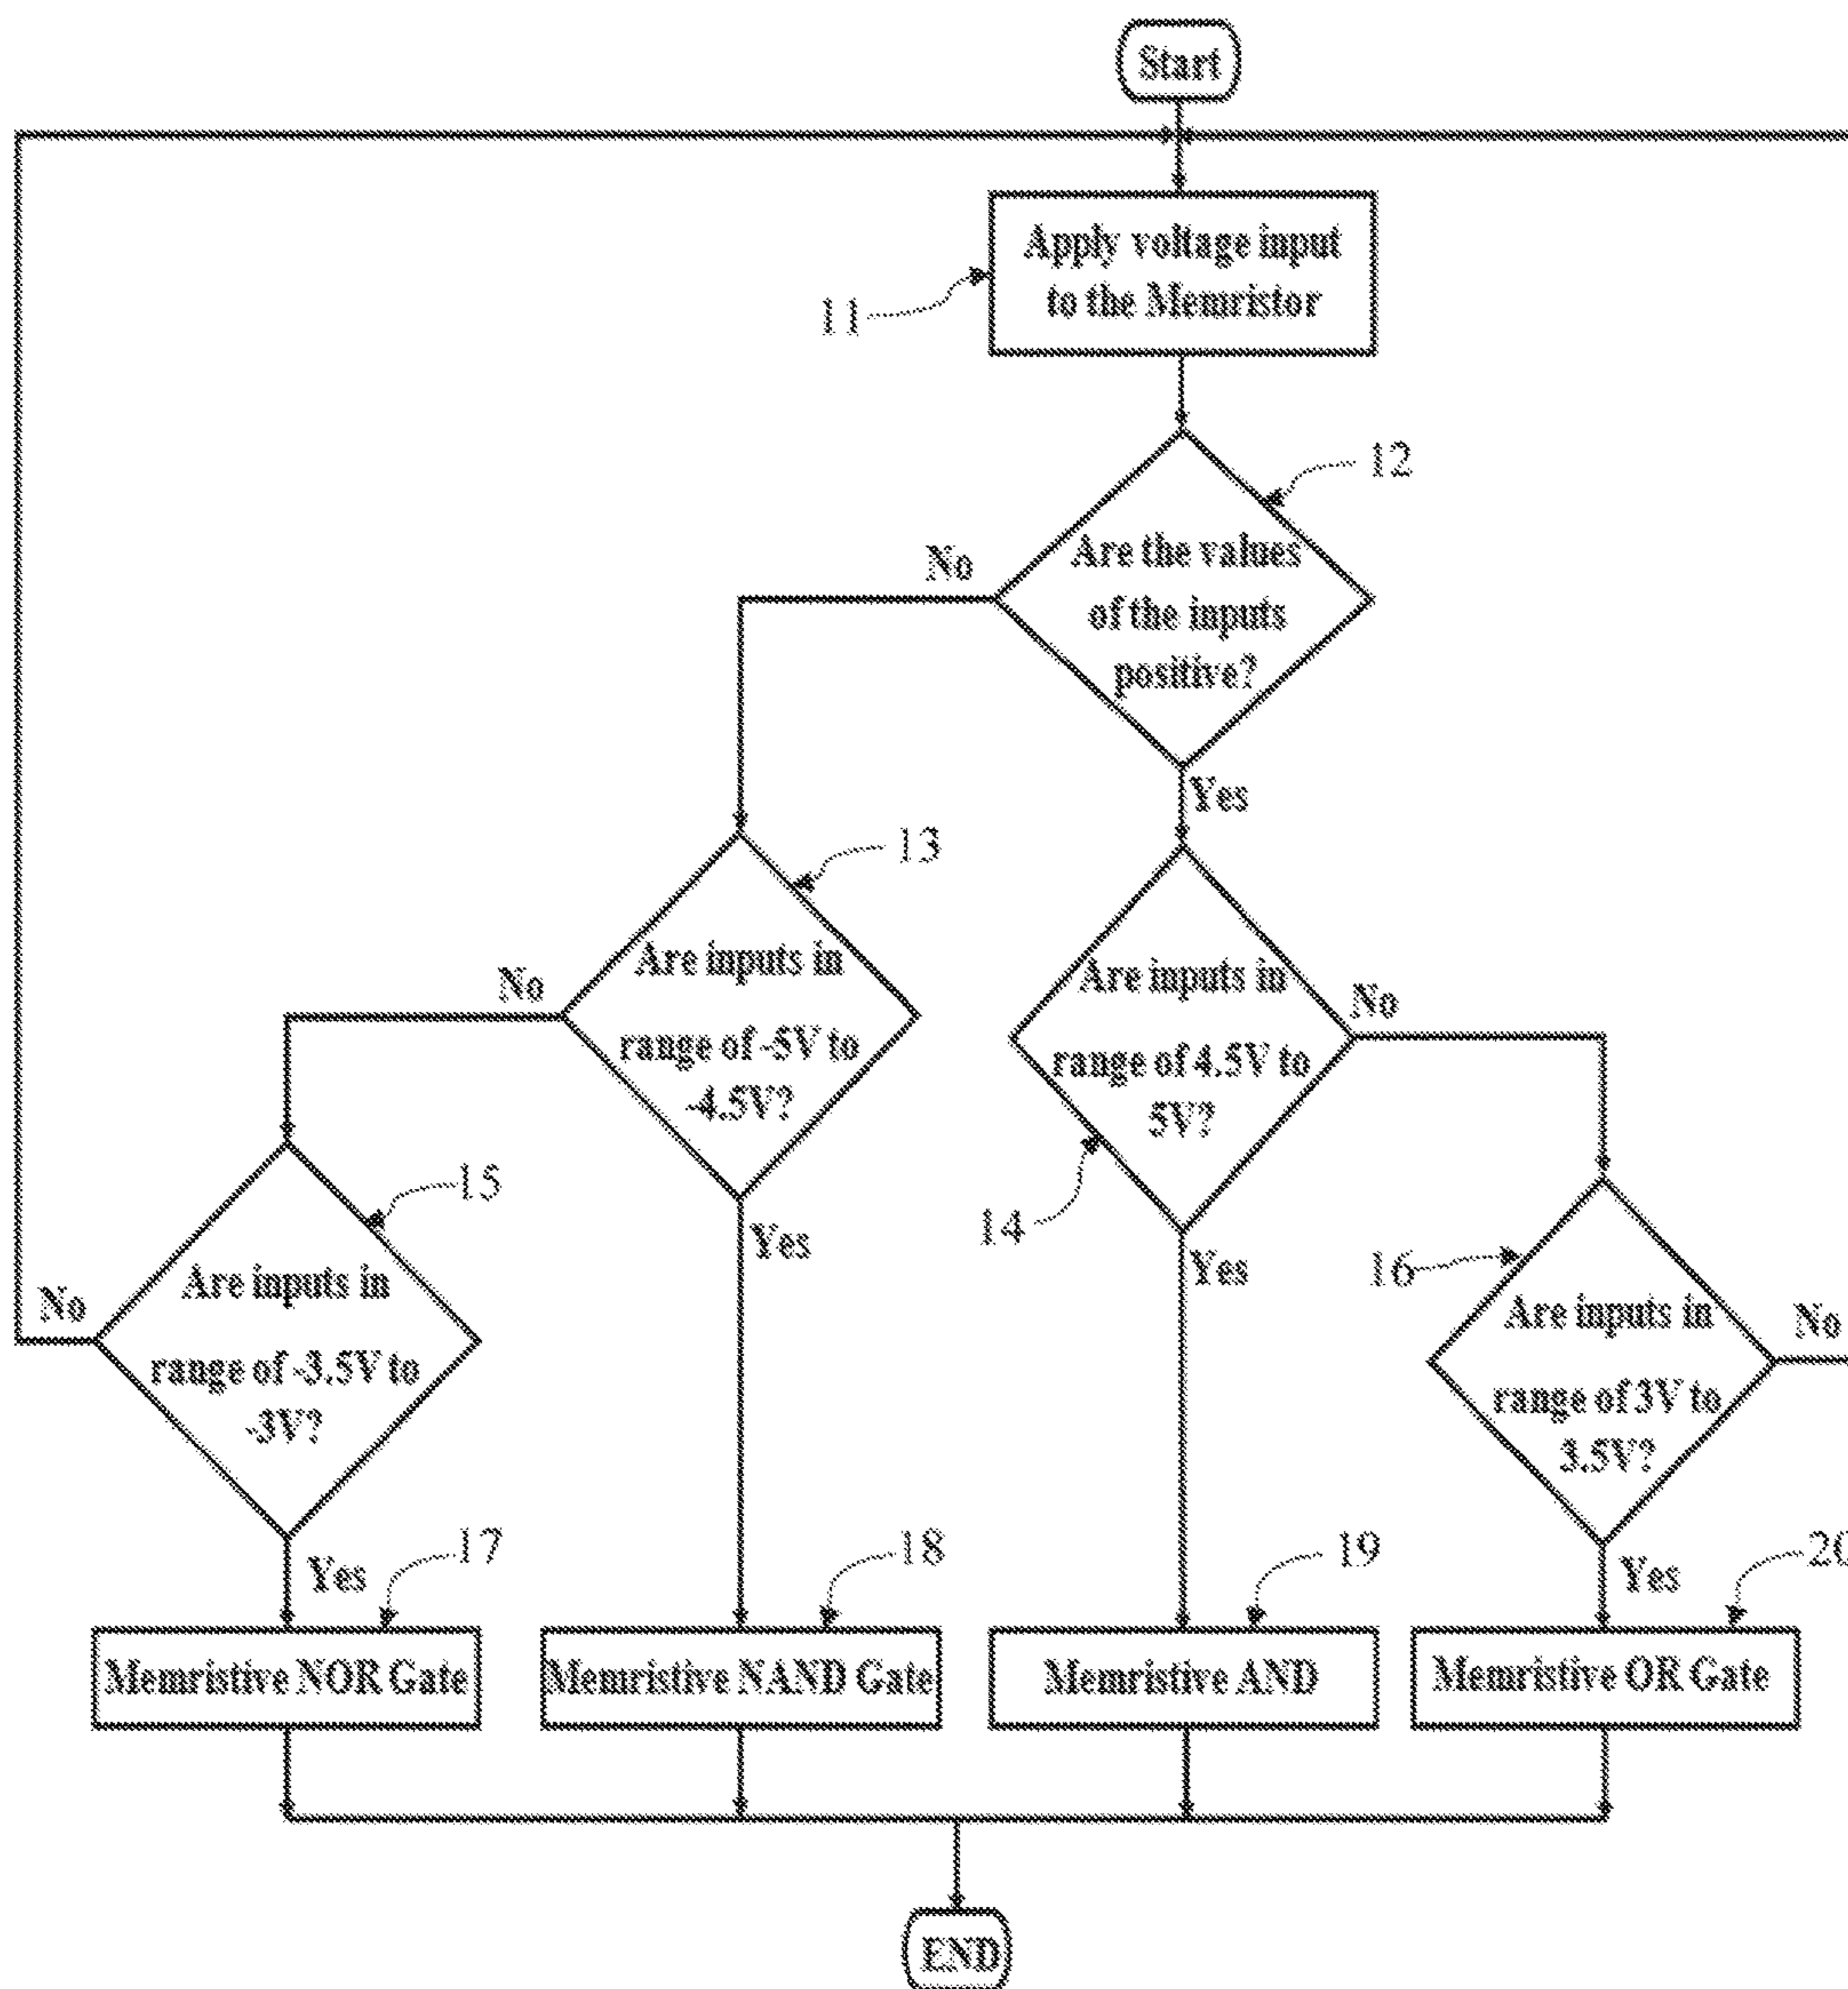 Start
Apply voltage input
to the Memristor
11
12
Are the values
of the inputs
positive?
No
Yes
13
Are inputs in
range of -5V to
-4.5V?
No
Yes
Are inputs in
range of 4.5V to
5V?
14
No
Yes
15
Are inputs in
range of -3.5V to
-3V?
No
Yes
16
Are inputs in
range of 3V to
3.5V?
No
Yes
17
18
19
20
Memristive NOR Gate
Memristive NAND Gate
Memristive AND
Memristive OR Gate
END